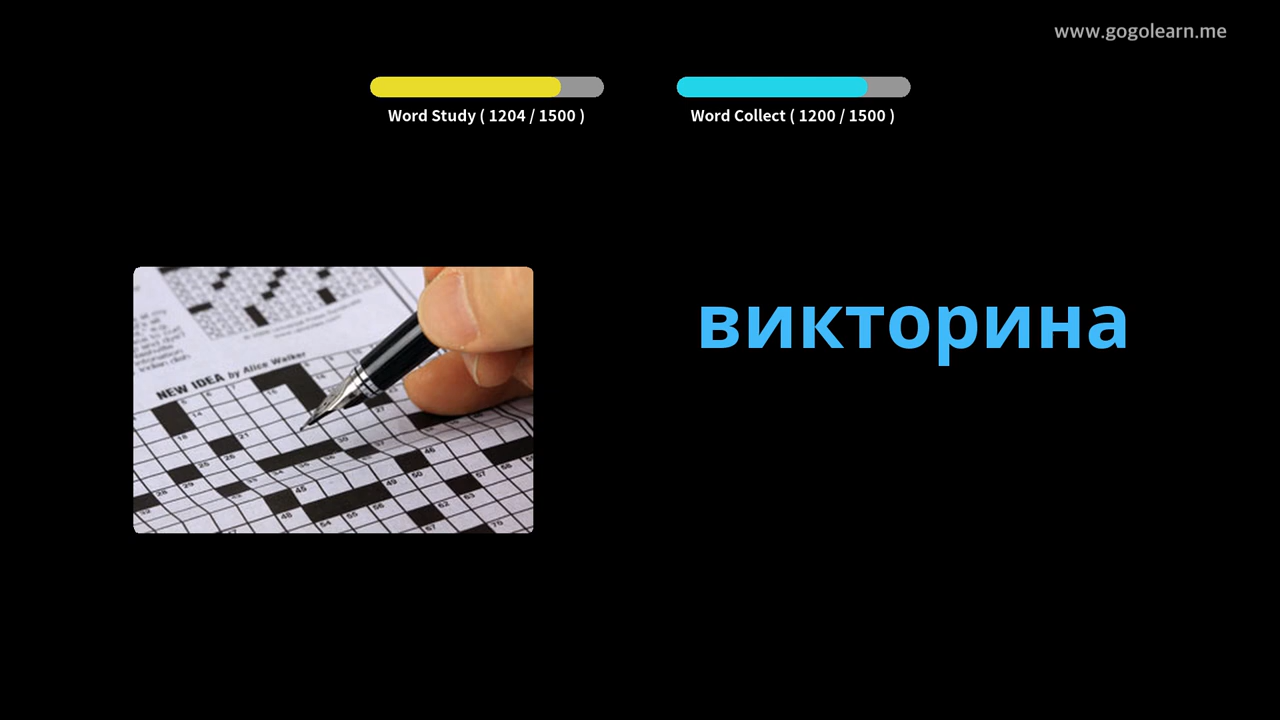 www.gogolearn.me
Word Study ( 1204 / 1500 )
Word Collect ( 1200 / 1500 )
викторина
NEW IDEA by Alice Walker